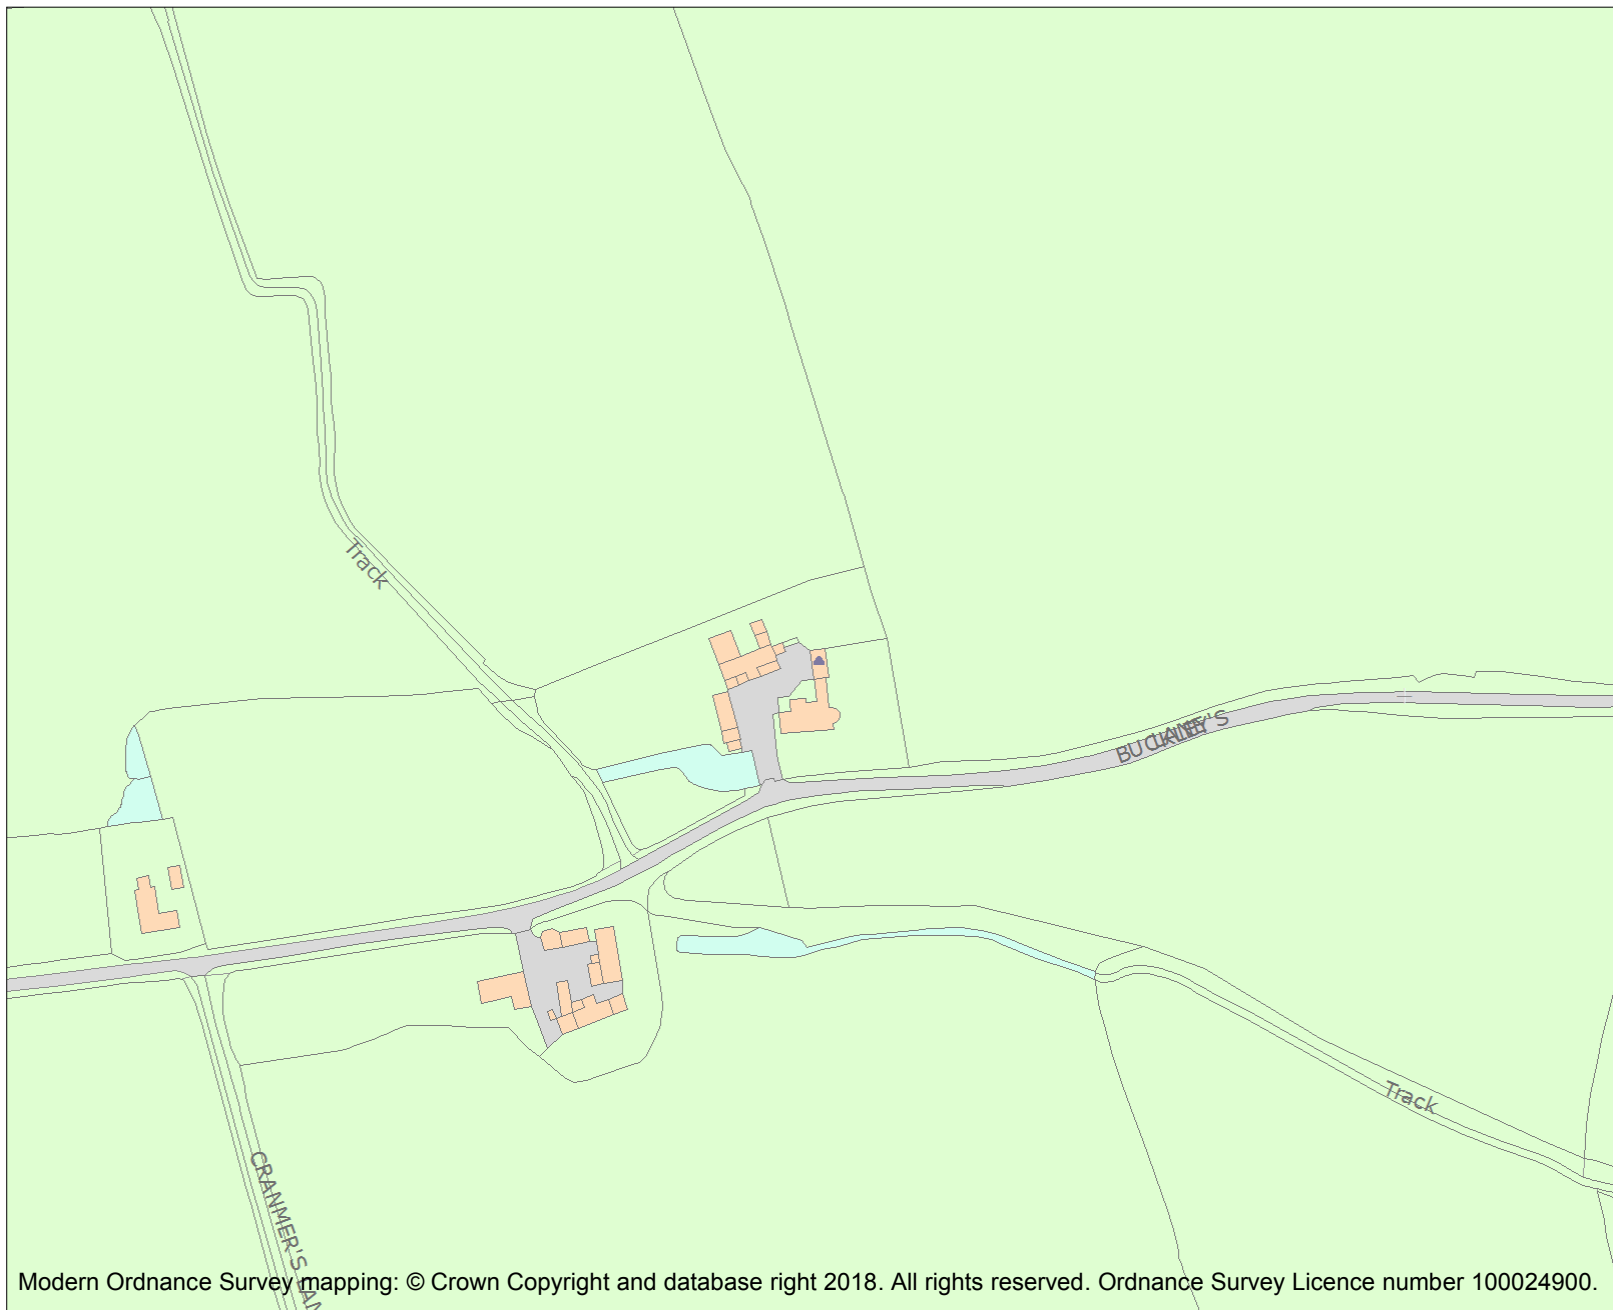 Track
BUCKLEY'S
LANE
Track
CRANMER'S LAN
Modern Ordnance Survey mapping: © Crown Copyright and database right 2018. All rights reserved. Ordnance Survey Licence number 100024900.